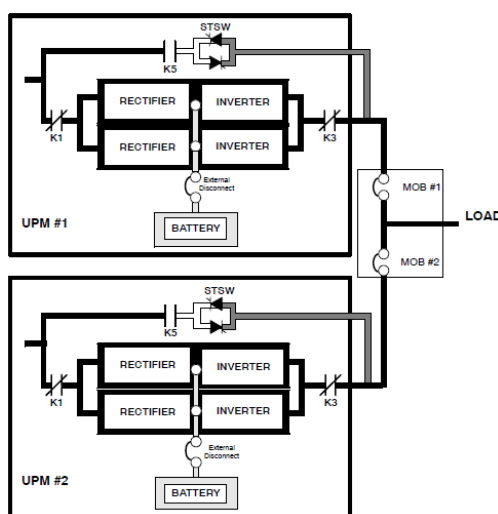 STSW
K5
RECTIFIER
INVERTER
K1
K3
RECTIFIER
INVERTER
External
Disconnect
MOB #1
UPM #1
BATTERY
LOAD
MOB #2
STSW
K5
RECTIFIER
INVERTER
K1
K3
RECTIFIER
INVERTER
External
Disconnect
UPM #2
BATTERY